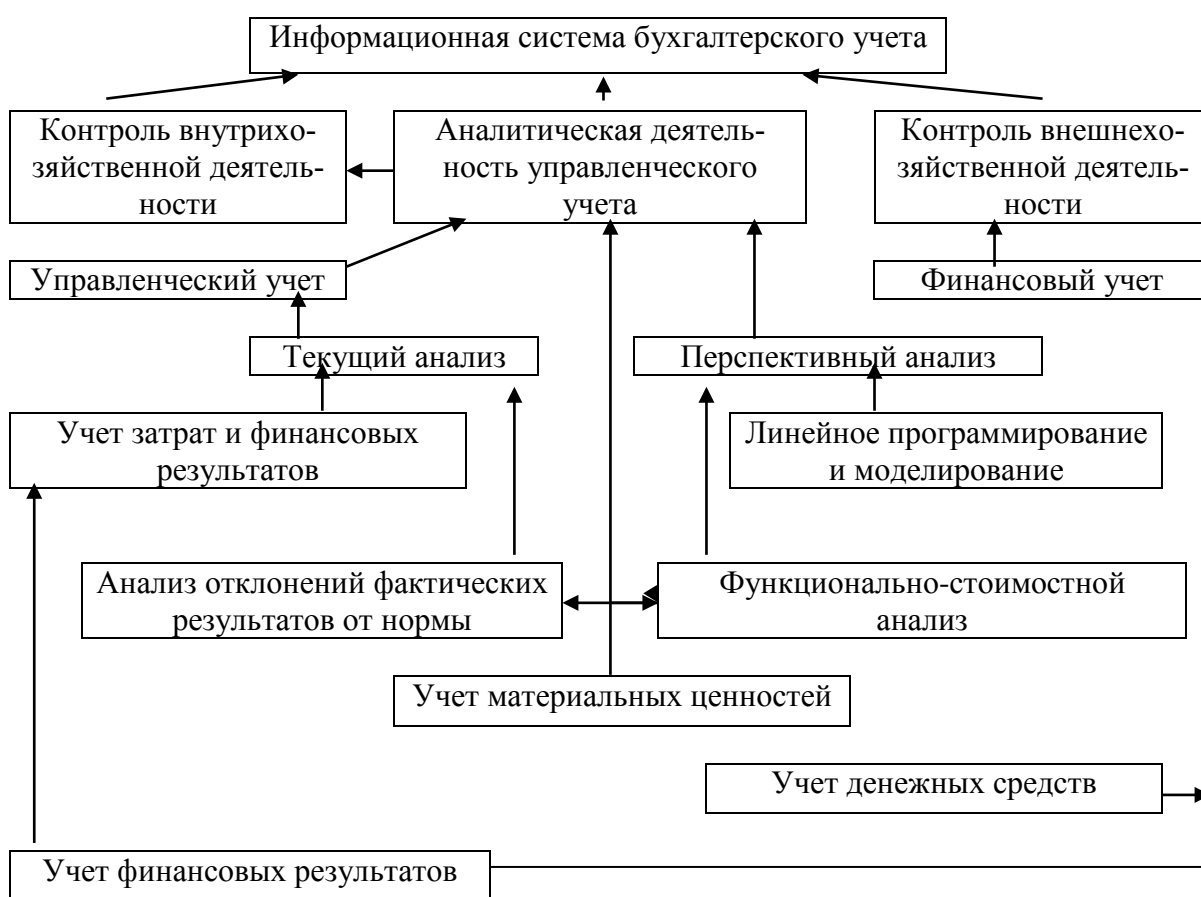 Информационная система бухгалтерского учета
Контроль внутрихо-
зяйственной деятель-
ности
Аналитическая деятель-
ность управленческого
учета
Контроль внешнехо-
зяйственной деятель-
ности
Управленческий учет
Финансовый учет
Текущий анализ
Перспективный анализ
Учет затрат и финансовых
результатов
Линейное программирование
и моделирование
Анализ отклонений фактических
результатов от нормы
Функционально-стоимостной
анализ
Учет материальных ценностей
Учет денежных средств
Учет финансовых результатов